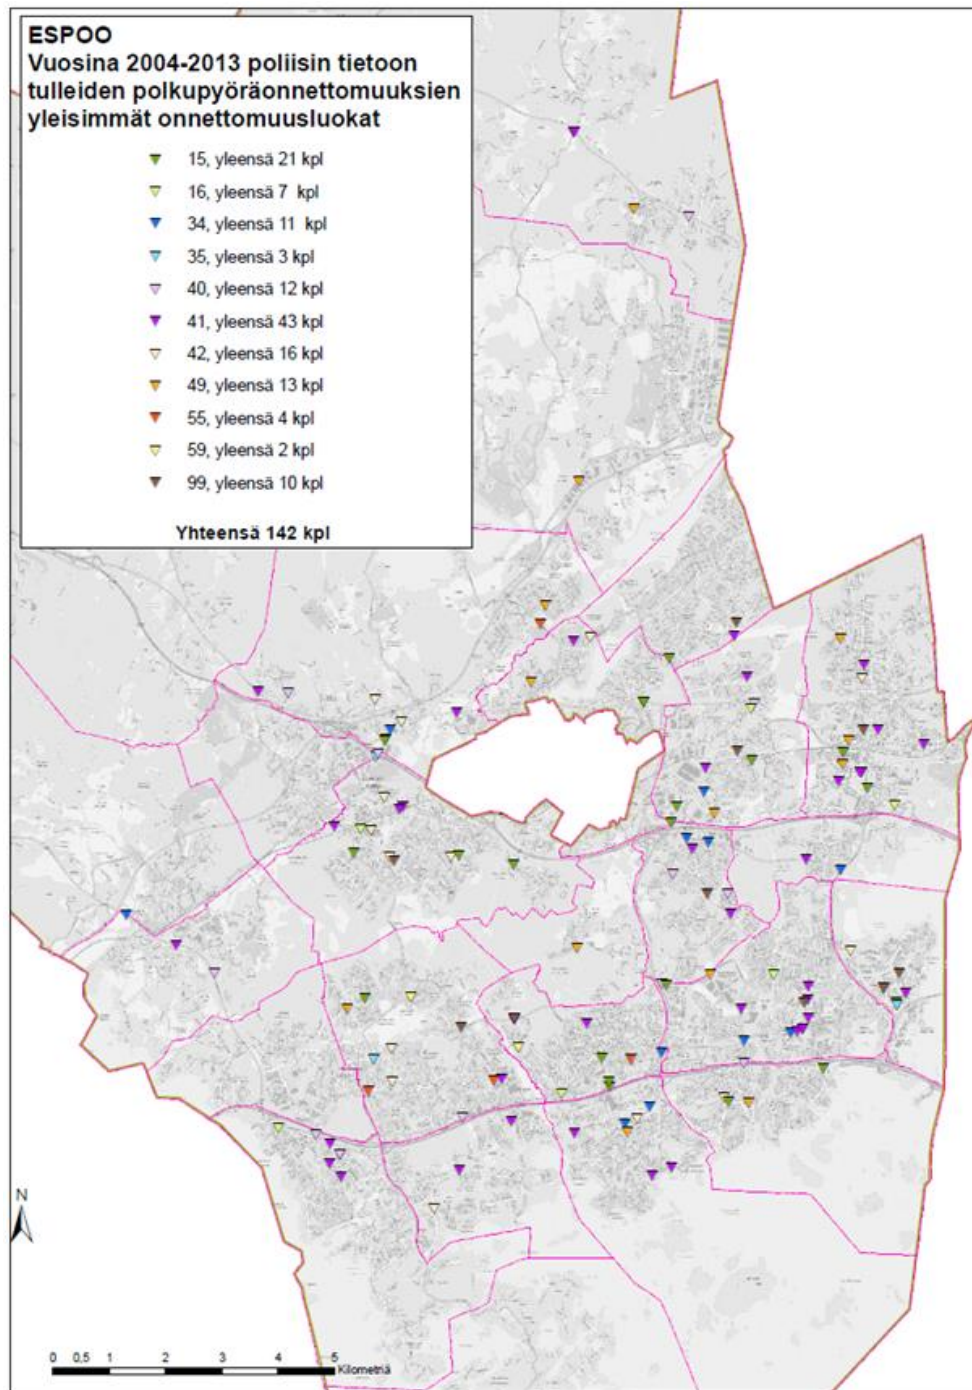 ESPOO
Vuosina 2004-2013 poliisin tietoon
tulleiden polkupyöräonnettomuuksien
yleisimmät onnettomuusluokat
15, yleensä 21 kpl
16, yleensä 7 kpl
34, yleensä 11 kpl
35, yleensä 3 kpl
40, yleensä 12 kpl
41, yleensä 43 kpl
42, yleensä 16 kpl
49, yleensä 13 kpl
55, yleensä 4 kpl
59, yleensä 2 kpl
99, yleensä 10 kpl
Yhteensä 142 kpl
N
0 0,5 1 2 3 4 5
Kilometriä